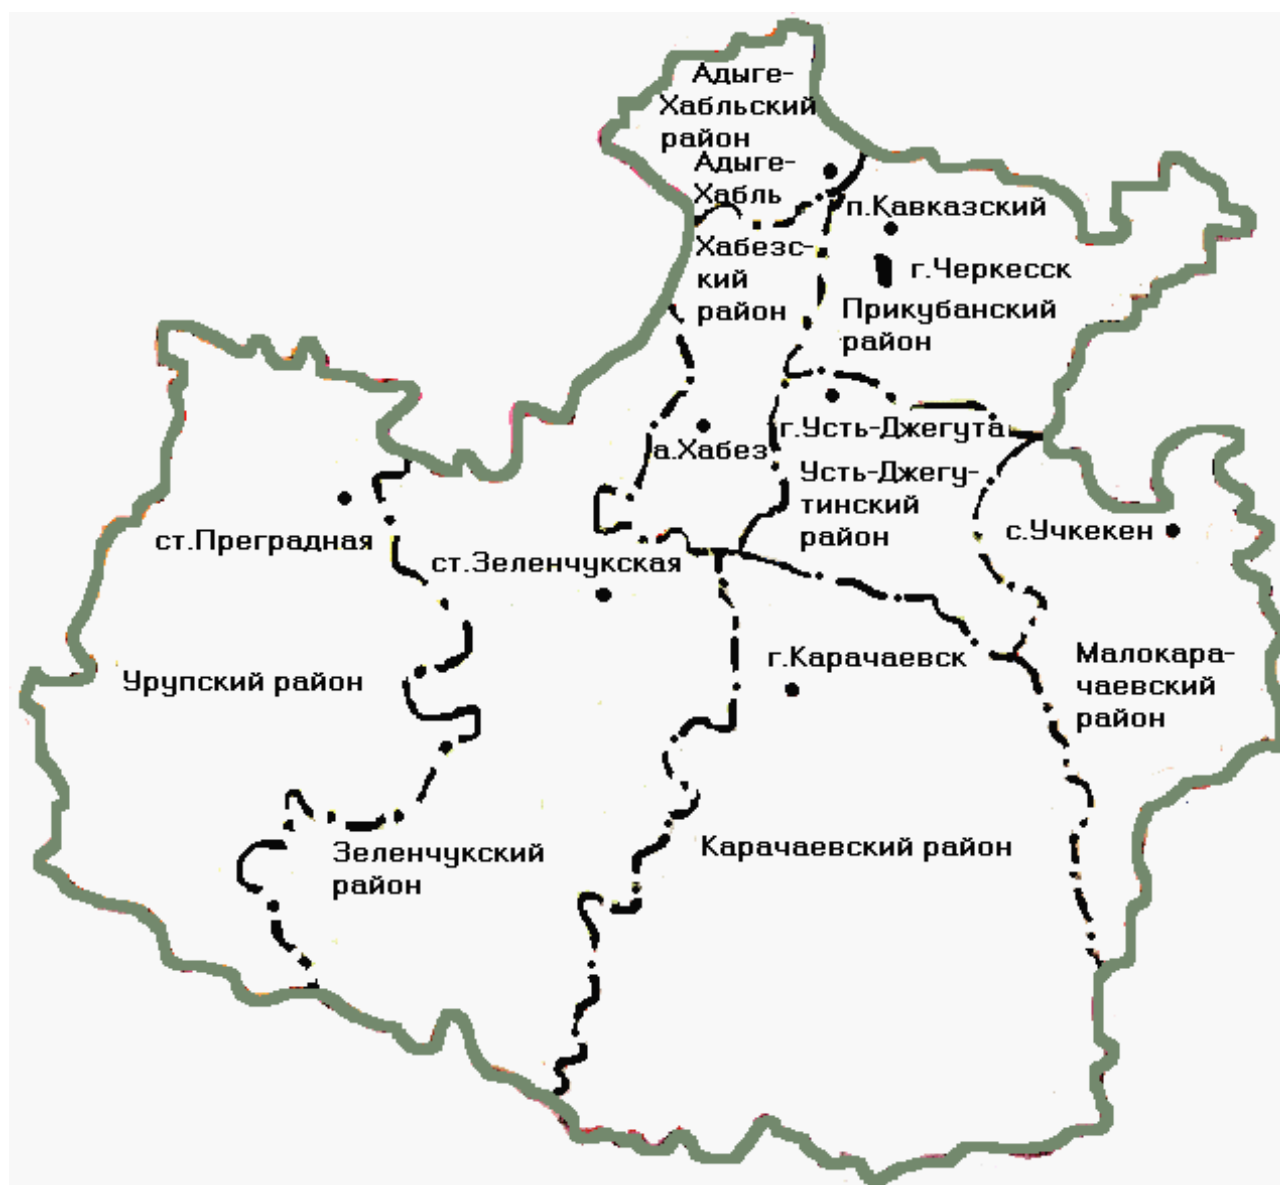 Адыге-
Хабльский
район
Адыге-
Хабль
п.Кавказский
Хабезс-
кий
район
г.Черкесск
Прикубанский
район
г.Усть-Джегута
а.Хабез
Усть-Джегу-
тинский
район
ст.Преградная
с.Учкекен
ст.Зеленчукская
г.Карачаевск
Малокара-
чаевский
район
Урупский район
Зеленчукский
район
Карачаевский район